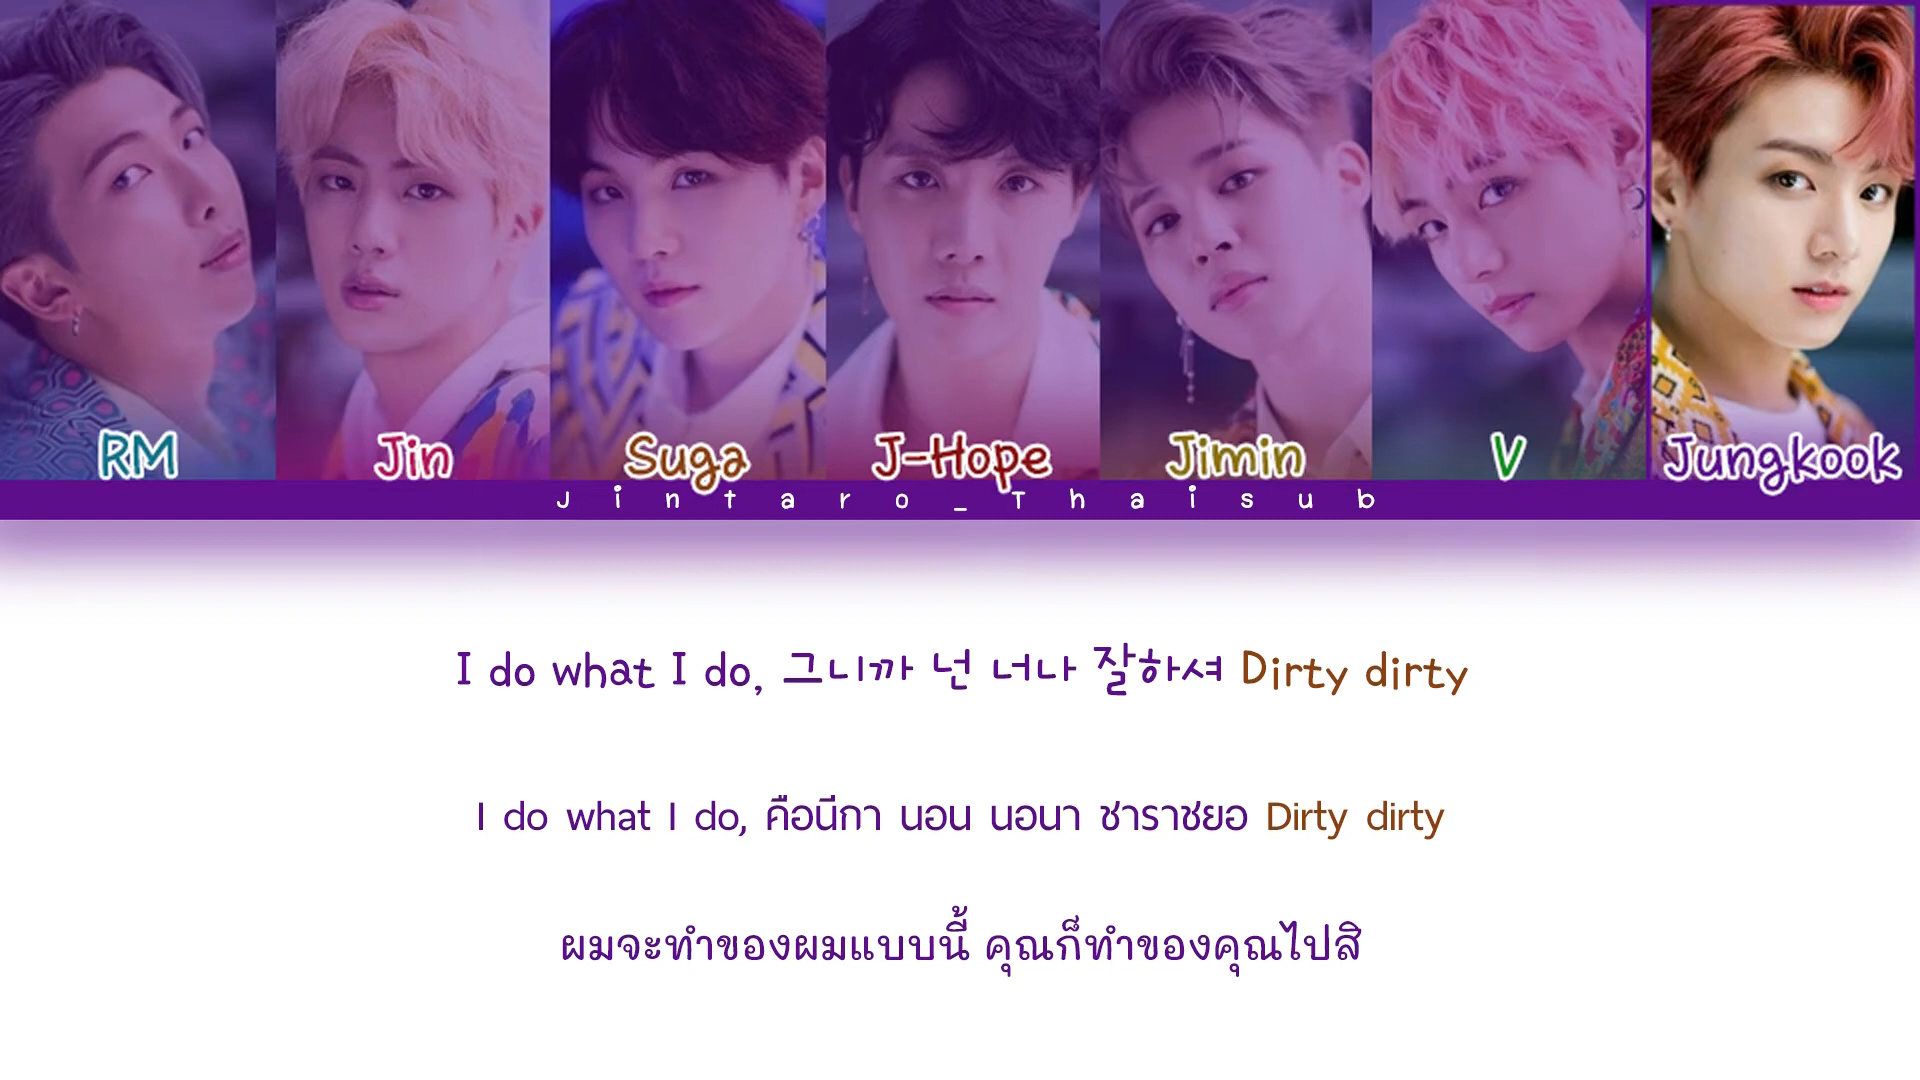 RM Jin Suga J-Hope Jimin V Jungkook
Jintaro_Thaisub
I do what I do, 그니까 넌 너나 잘하셔 Dirty dirty
I do what I do, คือนีกา นอน นอนา ชาราชยอ Dirty dirty
ผมจะทำของผมแบบนี้ คุณก็ทำของคุณไปสิ